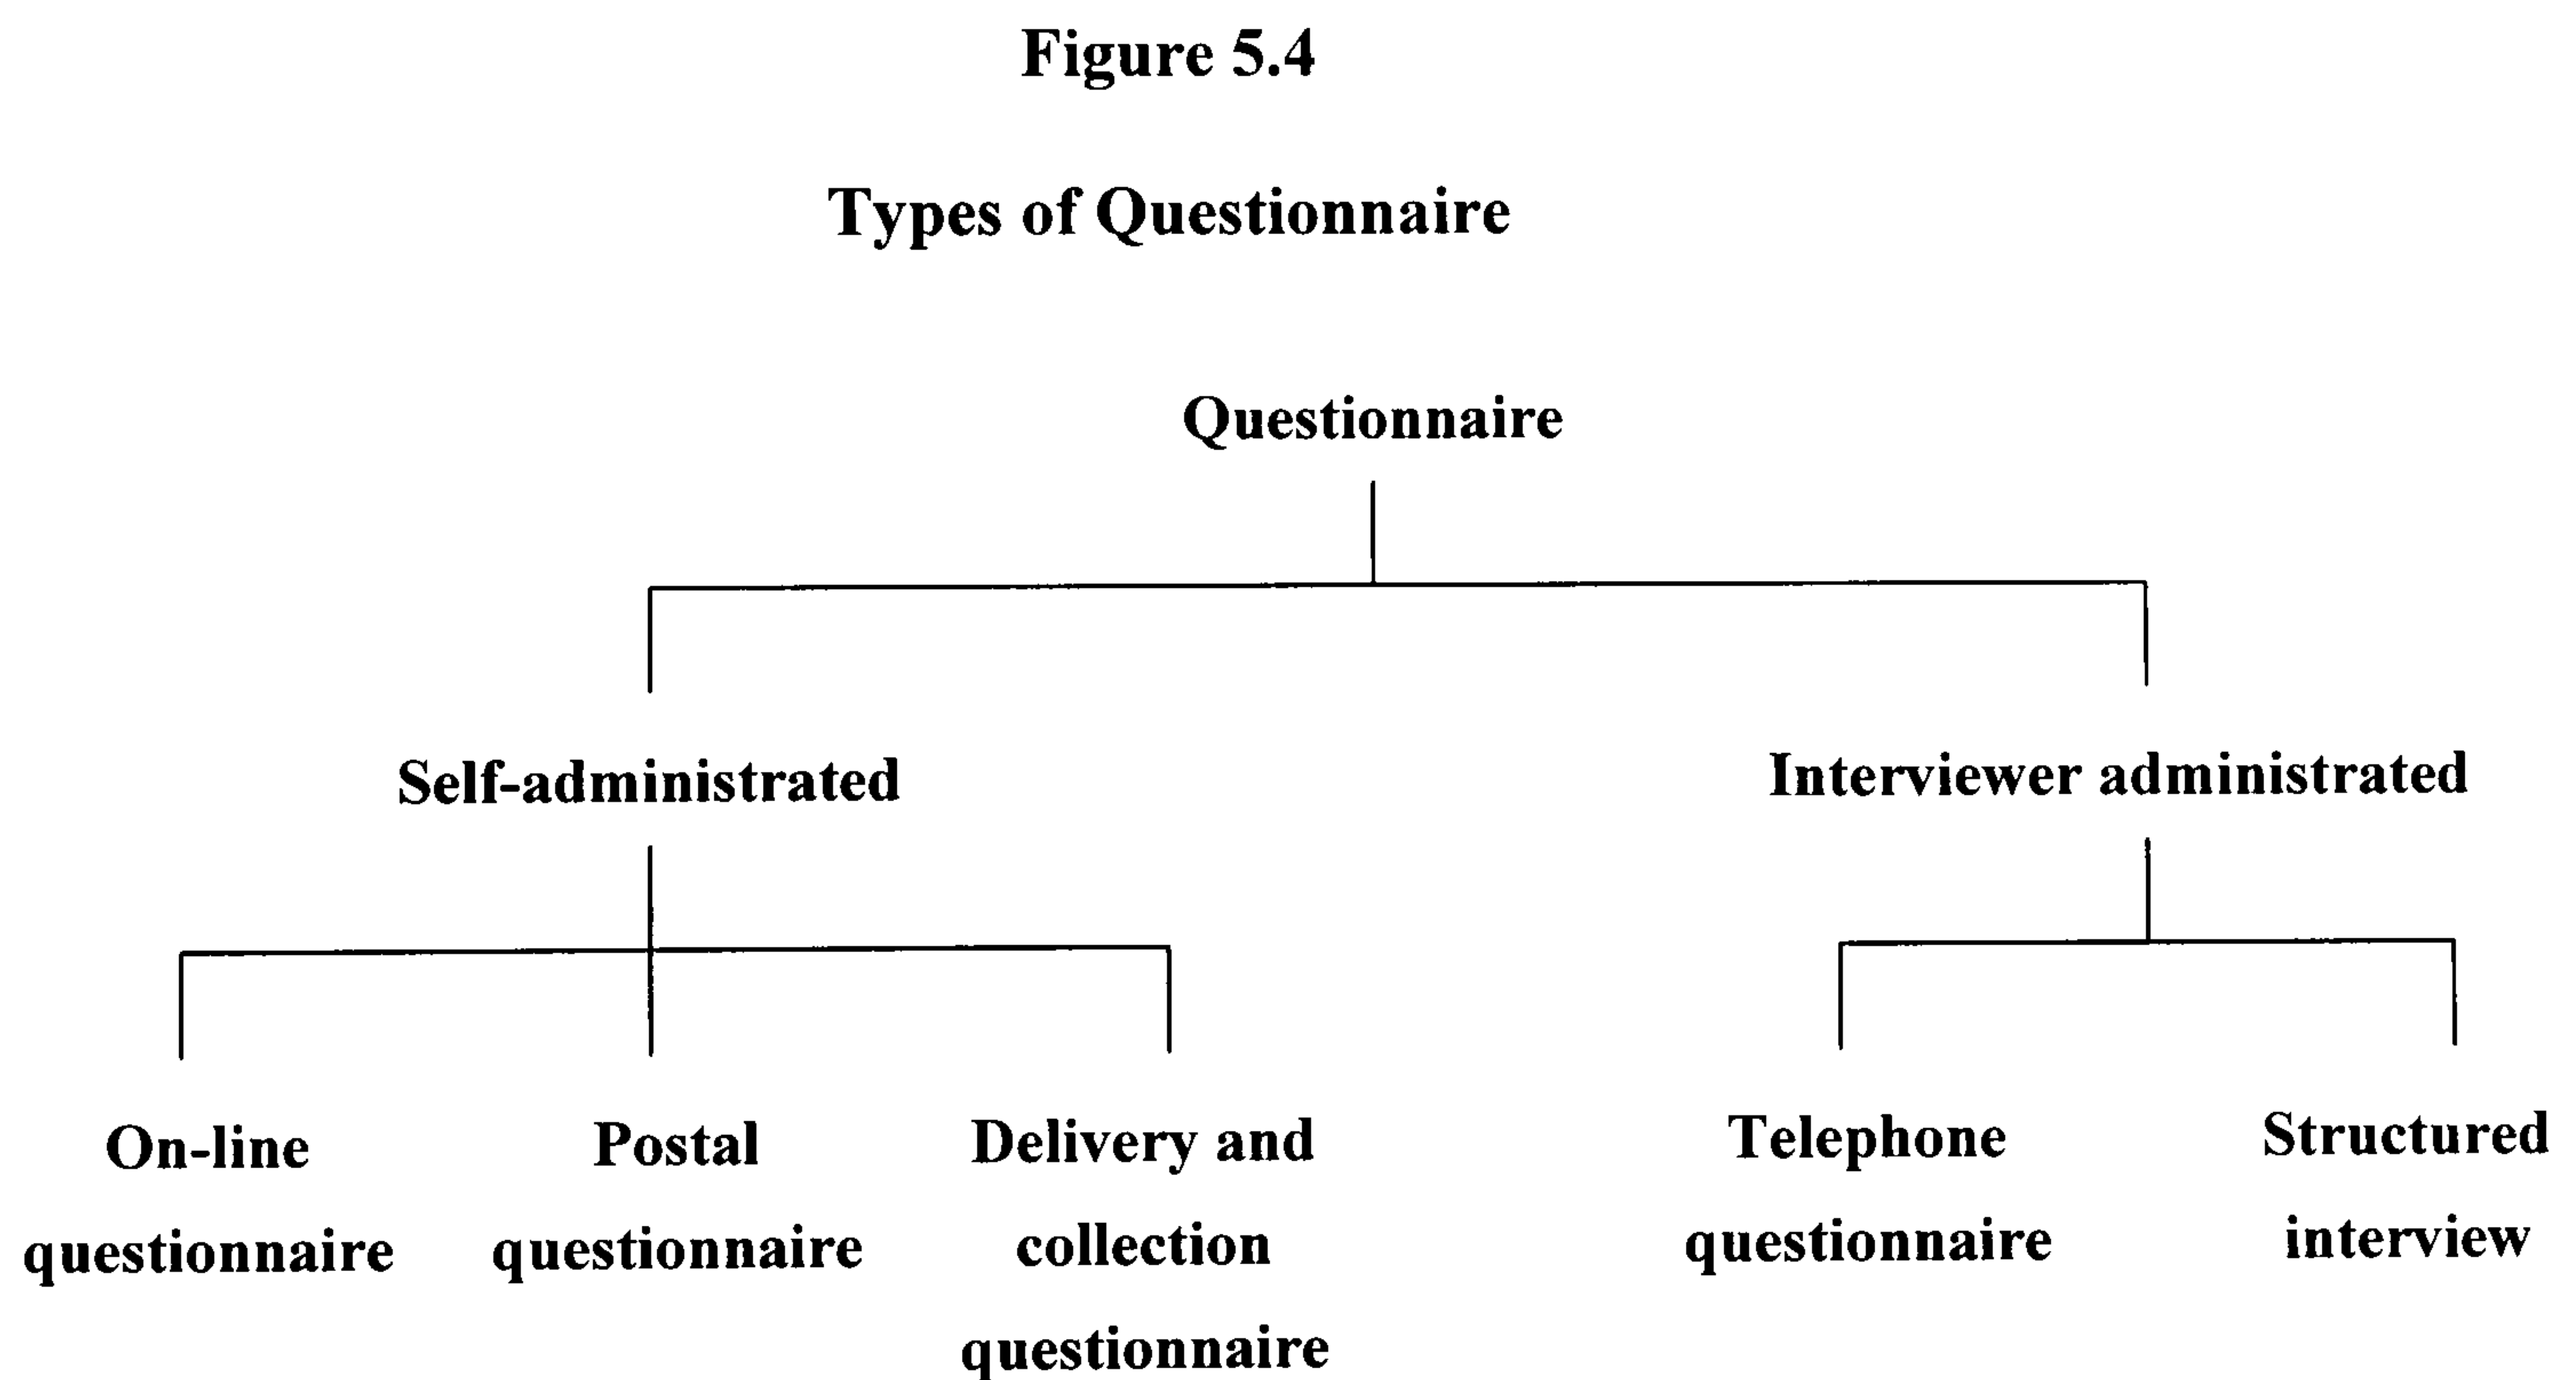 Figure 5.4
Types of Questionnaire
Questionnaire
Self-administrated
Interviewer administrated
On-line
questionnaire
Postal
questionnaire
Delivery and
collection
questionnaire
Telephone
questionnaire
Structured
interview